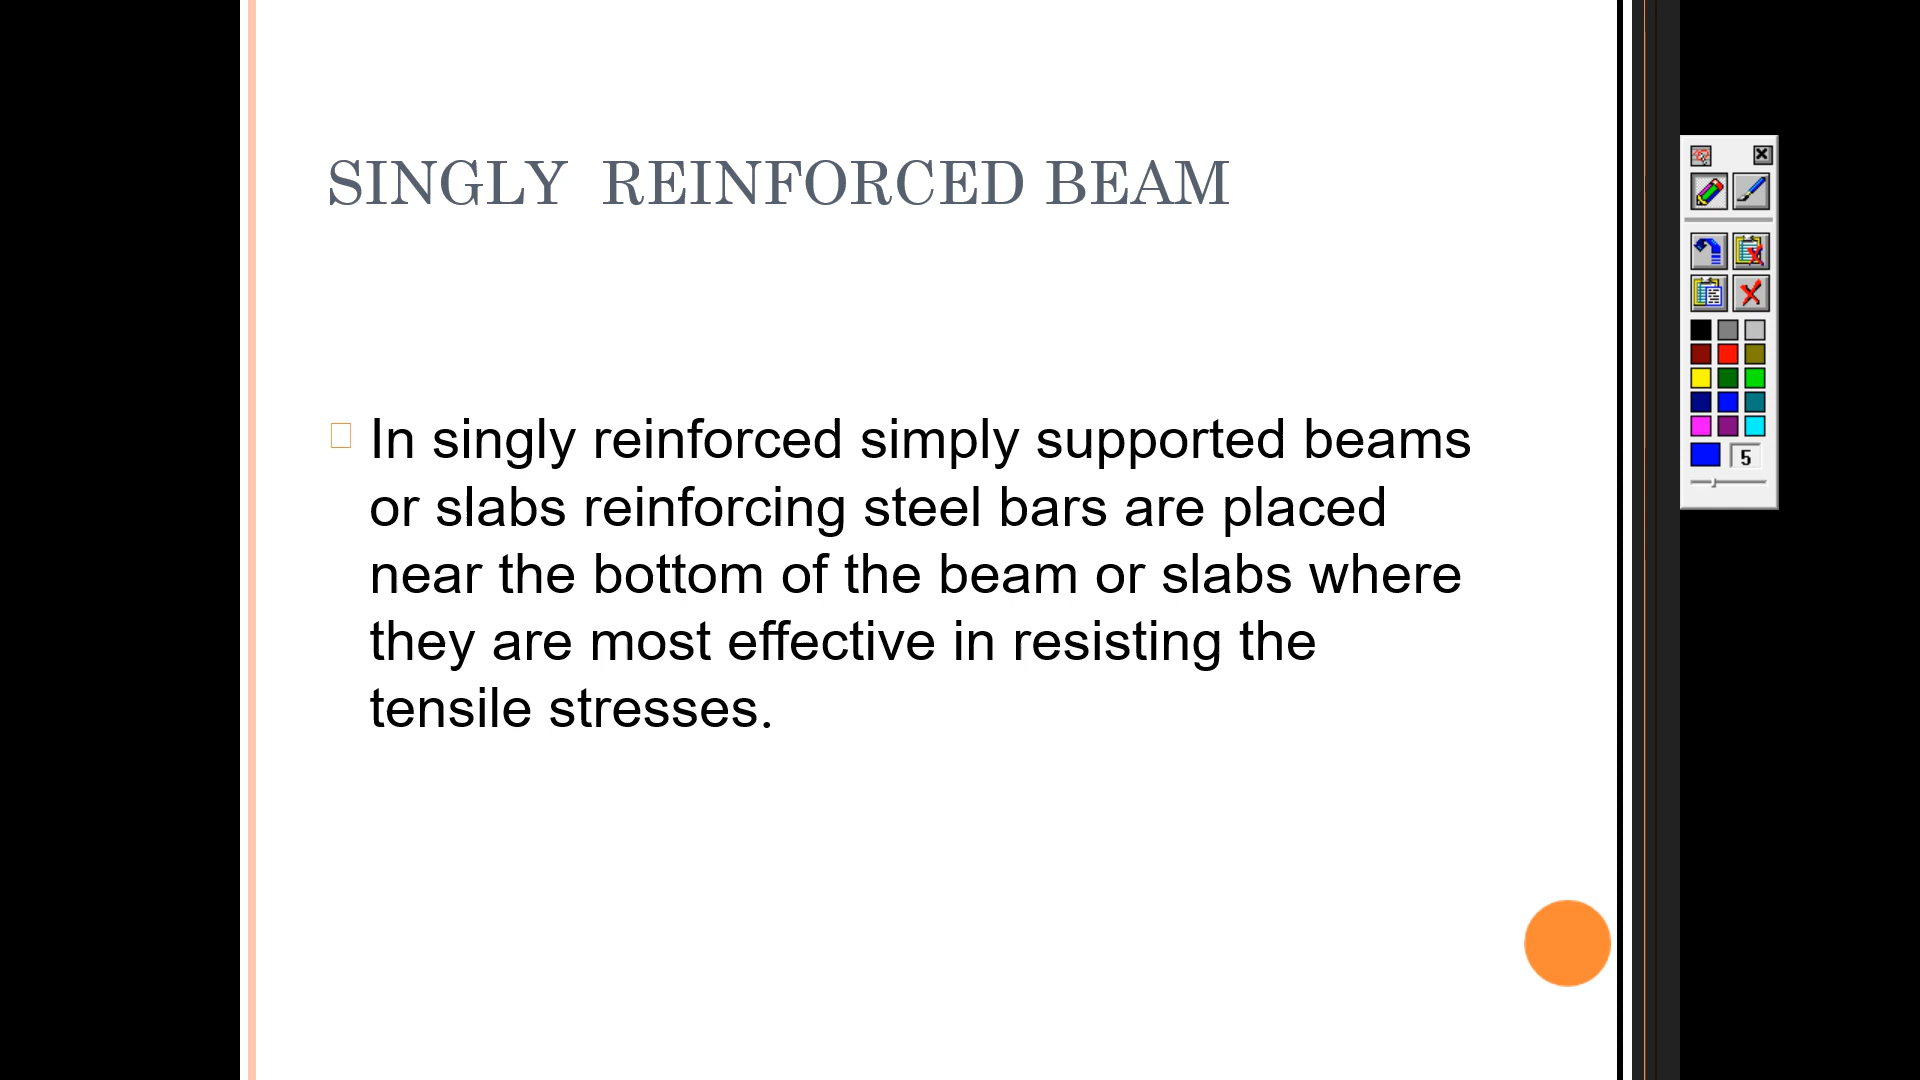 SINGLY REINFORCED BEAM
In singly reinforced simply supported beams
or slabs reinforcing steel bars are placed
near the bottom of the beam or slabs where
they are most effective in resisting the
tensile stresses.
5